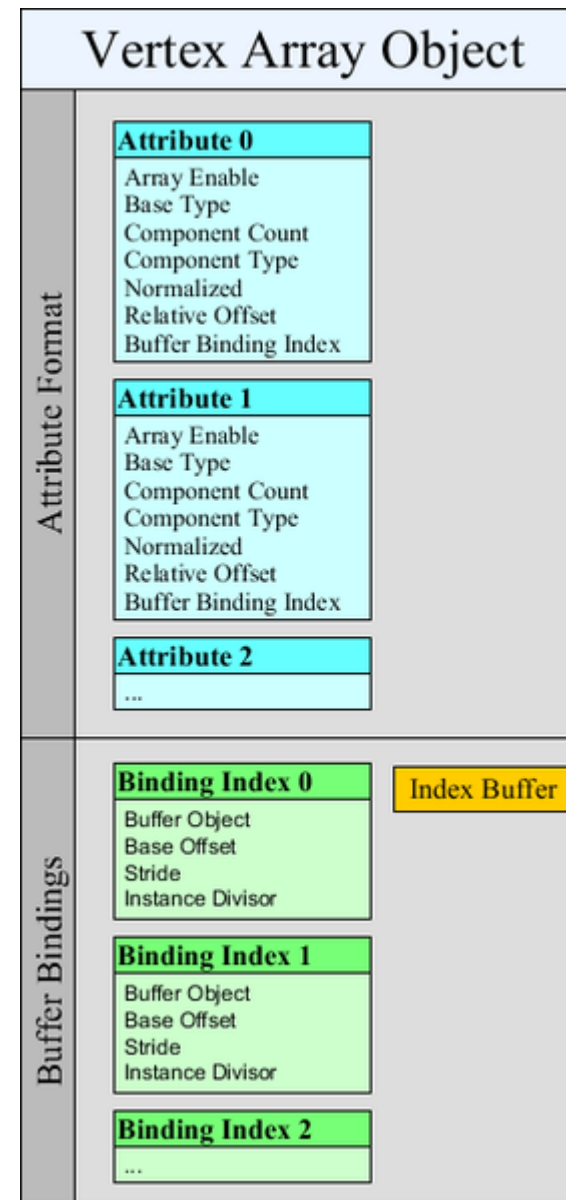 Vertex Array Object
Attribute Format
Attribute 0
Array Enable
Base Type
Component Count
Component Type
Normalized
Relative Offset
Buffer Binding Index
Attribute 1
Array Enable
Base Type
Component Count
Component Type
Normalized
Relative Offset
Buffer Binding Index
Attribute 2
...
Buffer Bindings
Binding Index 0
Buffer Object
Base Offset
Stride
Instance Divisor
Index Buffer
Binding Index 1
Buffer Object
Base Offset
Stride
Instance Divisor
Binding Index 2
...